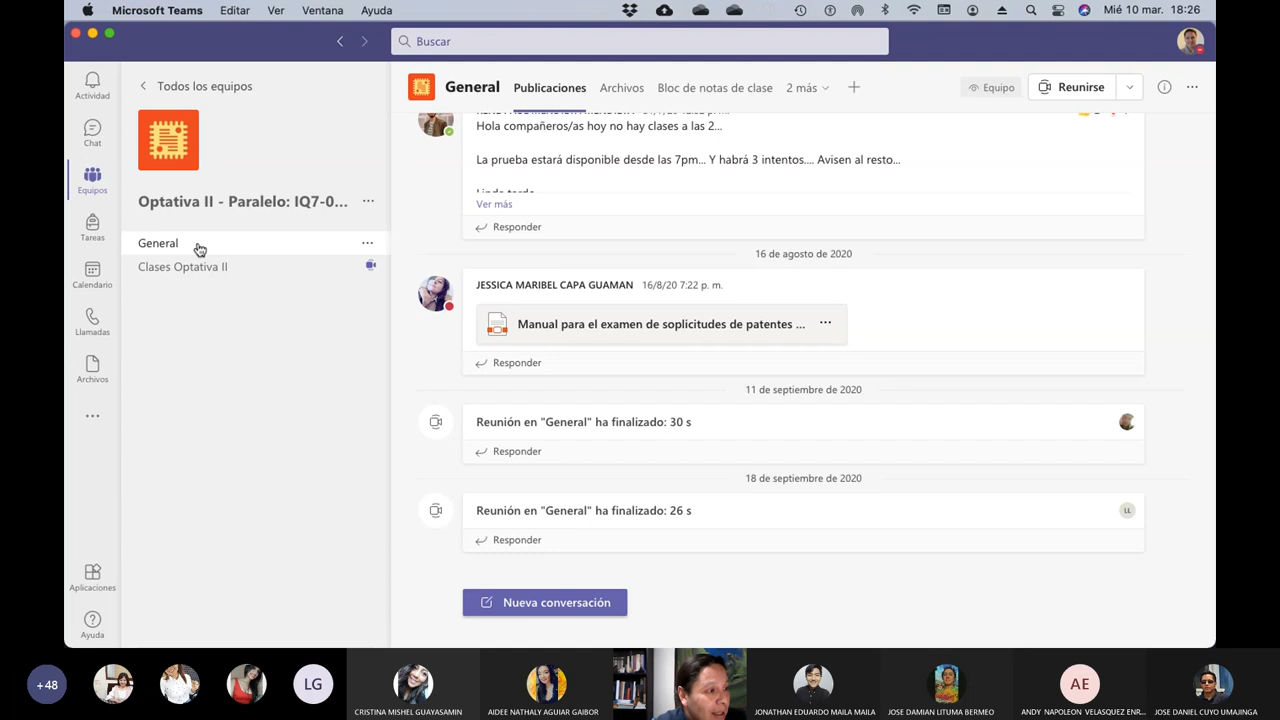 Microsoft Teams Editar Ver Ventana Ayuda Mié 10 mar. 18:26
Buscar
Actividad
Chat
Equipos
Tareas
Calendario
Llamadas
Archivos
Aplicaciones
Ayuda
Todos los equipos
Optativa II - Paralelo: IQ7-0...
General
Clases Optativa II
General Publicaciones Archivos Bloc de notas de clase 2 más Equipo Reunirse
Hola compañeros/as hoy no hay clases a las 2...
La prueba estará disponible desde las 7pm... Y habrá 3 intentos.... Avisen al resto...
Ver más
Responder
16 de agosto de 2020
JESSICA MARIBEL CAPA GUAMAN 16/8/20 7:22 p. m.
Manual para el examen de soplicitudes de patentes ...
Responder
11 de septiembre de 2020
Reunión en "General" ha finalizado: 30 s
Responder
18 de septiembre de 2020
Reunión en "General" ha finalizado: 26 s
LL
Responder
Nueva conversación
+48
LG
AE
CRISTINA MISHEL GUAYASAMIN
AIDEE NATHALY AGUIAR GAIBOR
JONATHAN EDUARDO MAILA MAILA
JOSE DAMIAN LITUMA BERMEO
ANDY NAPOLEON VELASQUEZ ENR...
JOSE DANIEL CUYO UMAJINGA